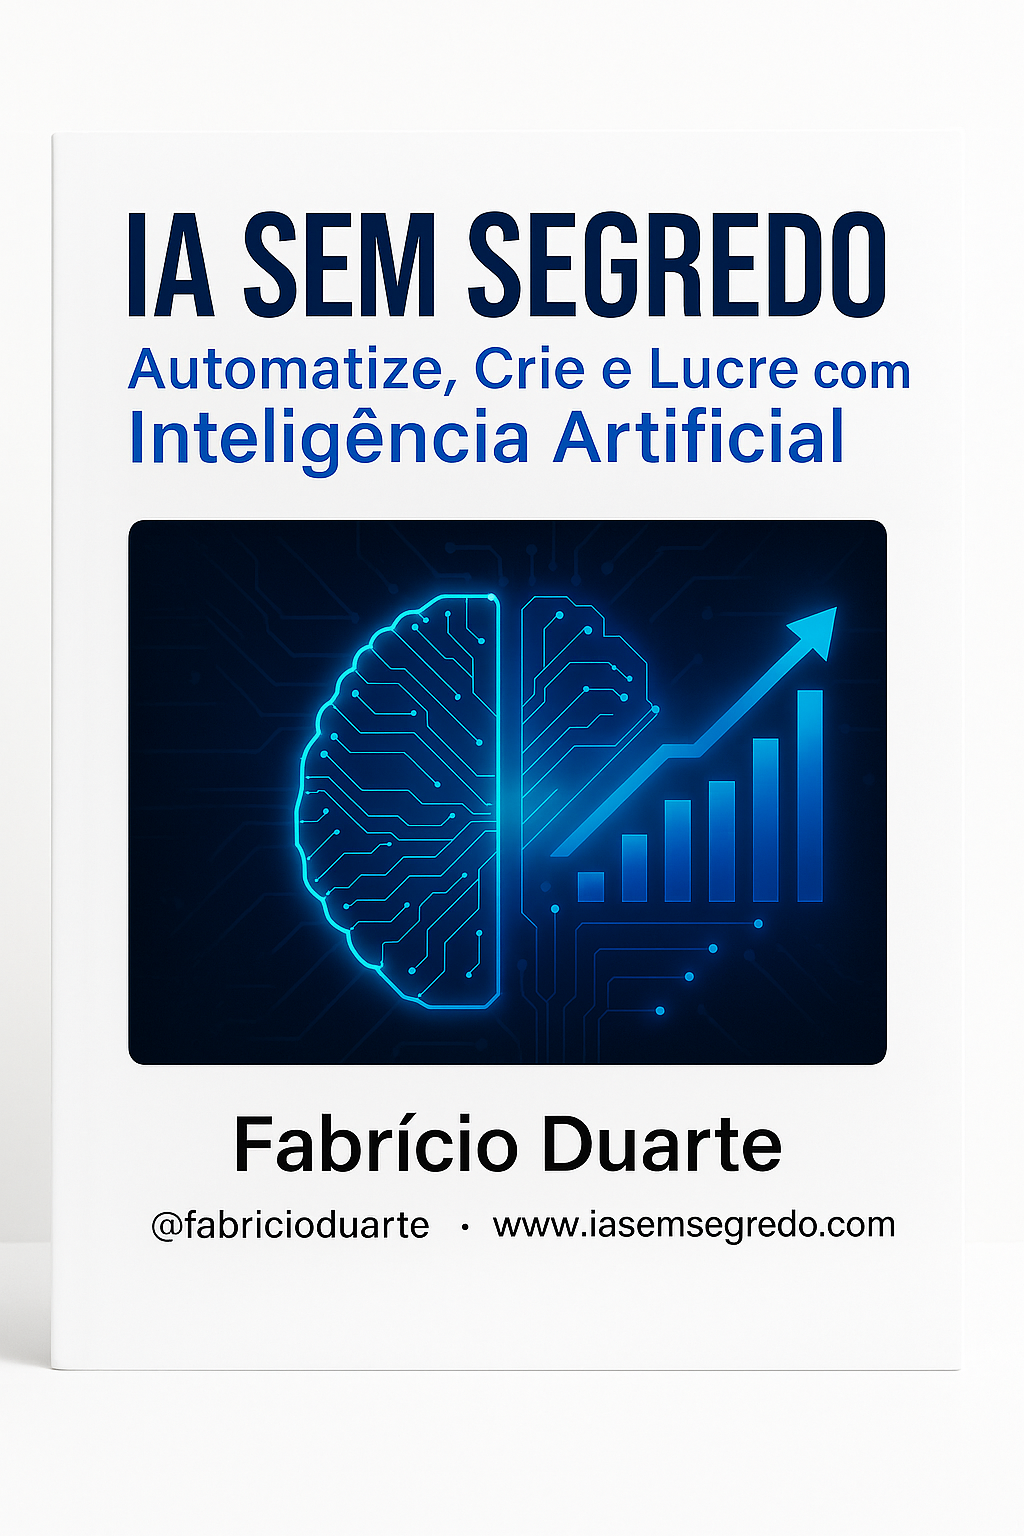 IA SEM SEGREDO
Automatize, Crie e Lucre com
Inteligência Artificial
Fabrício Duarte
@fabricioduarte • www.iasemsegredo.com